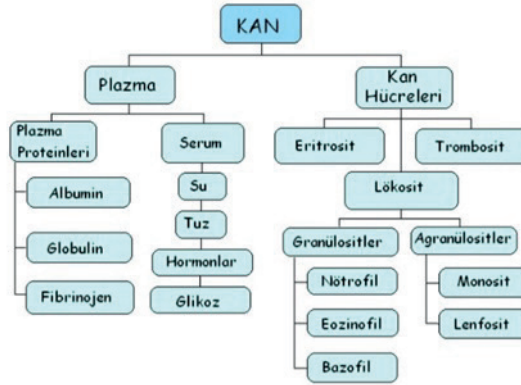 KAN
Plazma
Kan
Hücreleri
Plazma
Proteinleri
Serum
Eritrosit
Trombosit
Albumin
Su
Lökosit
Tuz
Globulin
Granülositler
Agranülositler
Hormonlar
Fibrinojen
Glikoz
Nötrofil
Monosit
Eozinofil
Lenfosit
Bazofil